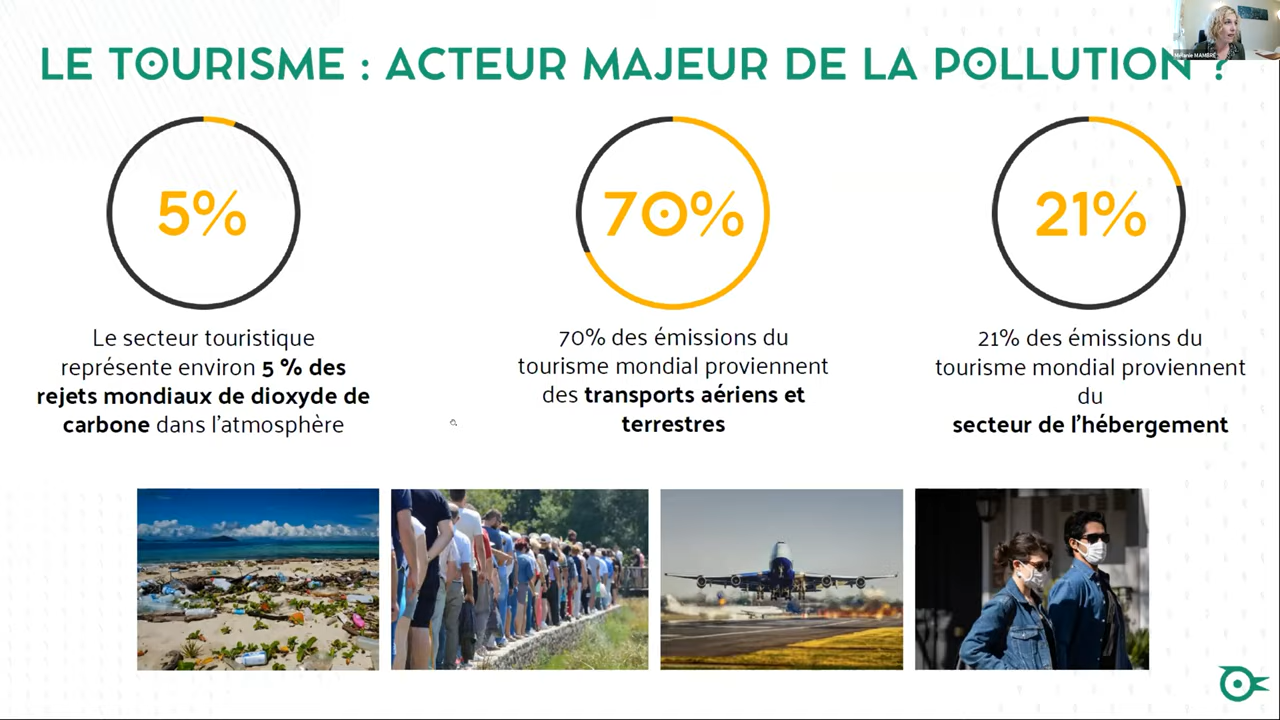 LE TOURISME : ACTEUR MAJEUR DE LA POLLUTION ?
Mélanie MAMBRÉ
5%
Le secteur touristique
représente environ 5 % des
rejets mondiaux de dioxyde de
carbone dans l'atmosphère
70%
70% des émissions du
tourisme mondial proviennent
des transports aériens et
terrestres
21%
21% des émissions du
tourisme mondial proviennent
du
secteur de l'hébergement